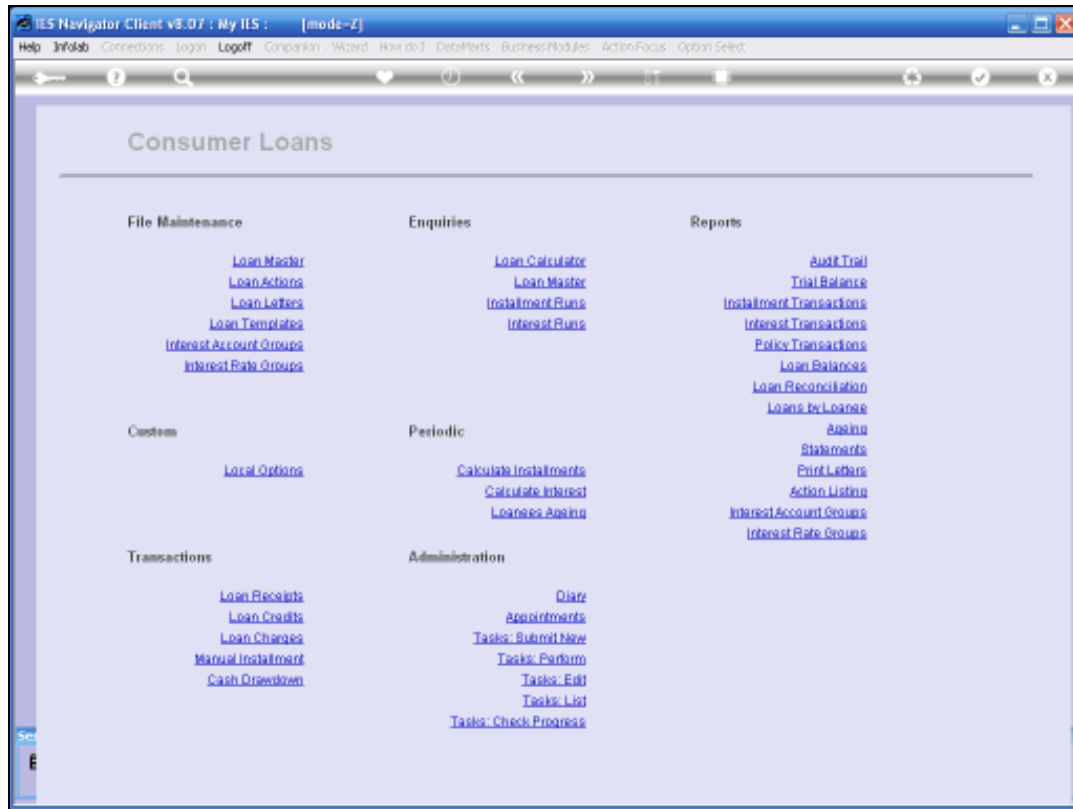 IES Navigator Client v8.07 : My IES : [mode=Z]
Help Infolab Connections Logon Logoff Companion Wizard How do I DataMarts Business Modules Action Focus Option Select
Consumer Loans
File Maintenance
Loan Master
Loan Actions
Loan Letters
Loan Templates
Interest Account Groups
Interest Rate Groups
Enquiries
Loan Calculator
Loan Master
Installment Runs
Interest Runs
Reports
Audit Trail
Trial Balance
Installment Transactions
Interest Transactions
Policy Transactions
Loan Balances
Loan Reconciliation
Loans by Loanee
Ageing
Statements
Print Letters
Action Listing
Interest Account Groups
Interest Rate Groups
Custom
Local Options
Periodic
Calculate Installments
Calculate Interest
Loanees Ageing
Transactions
Loan Receipts
Loan Credits
Loan Charges
Manual Installment
Cash Drawdown
Administration
Diary
Appointments
Tasks: Submit New
Tasks: Perform
Tasks: Edit
Tasks: List
Tasks: Check Progress